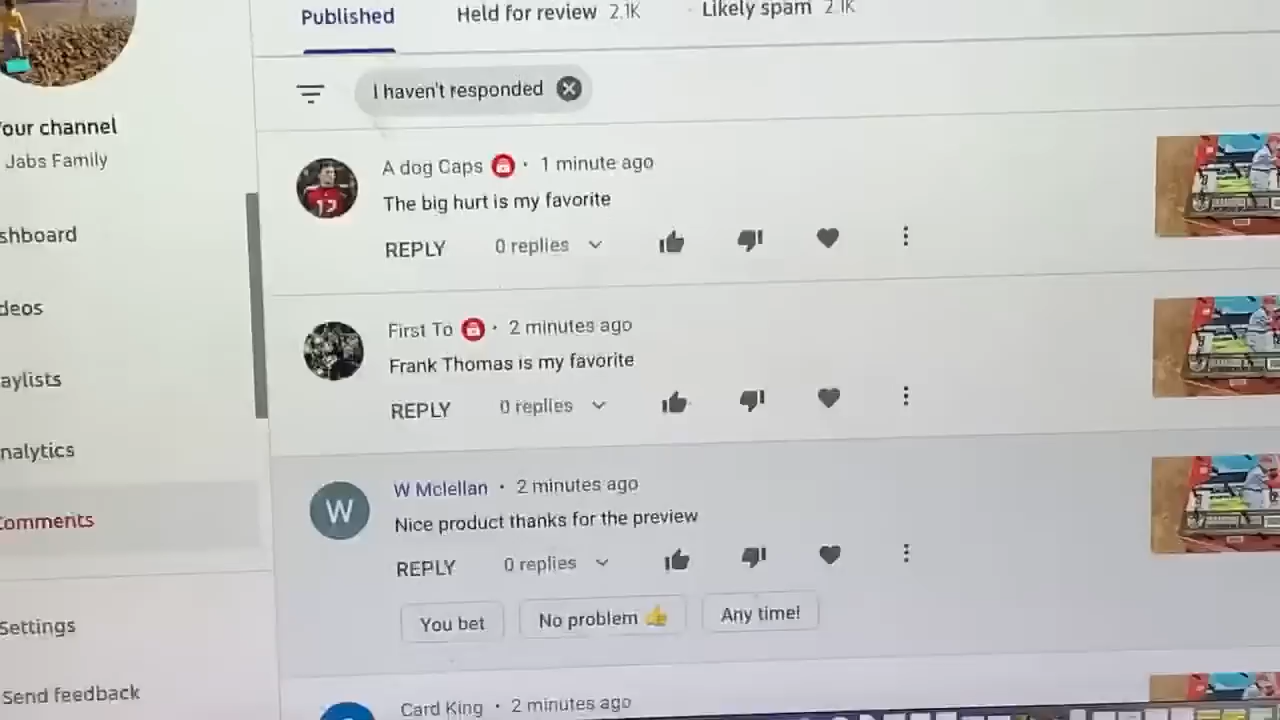 Published Held for review 2.1K Likely spam 2.1K
I haven't responded
our channel
Jabs Family
shboard
deos
aylists
nalytics
Comments
Settings
Send feedback
A dog Caps · 1 minute ago
The big hurt is my favorite
REPLY 0 replies
First To · 2 minutes ago
Frank Thomas is my favorite
REPLY 0 replies
W
W Mclellan · 2 minutes ago
Nice product thanks for the preview
REPLY 0 replies
You bet No problem 👍 Any time!
Card King · 2 minutes ago